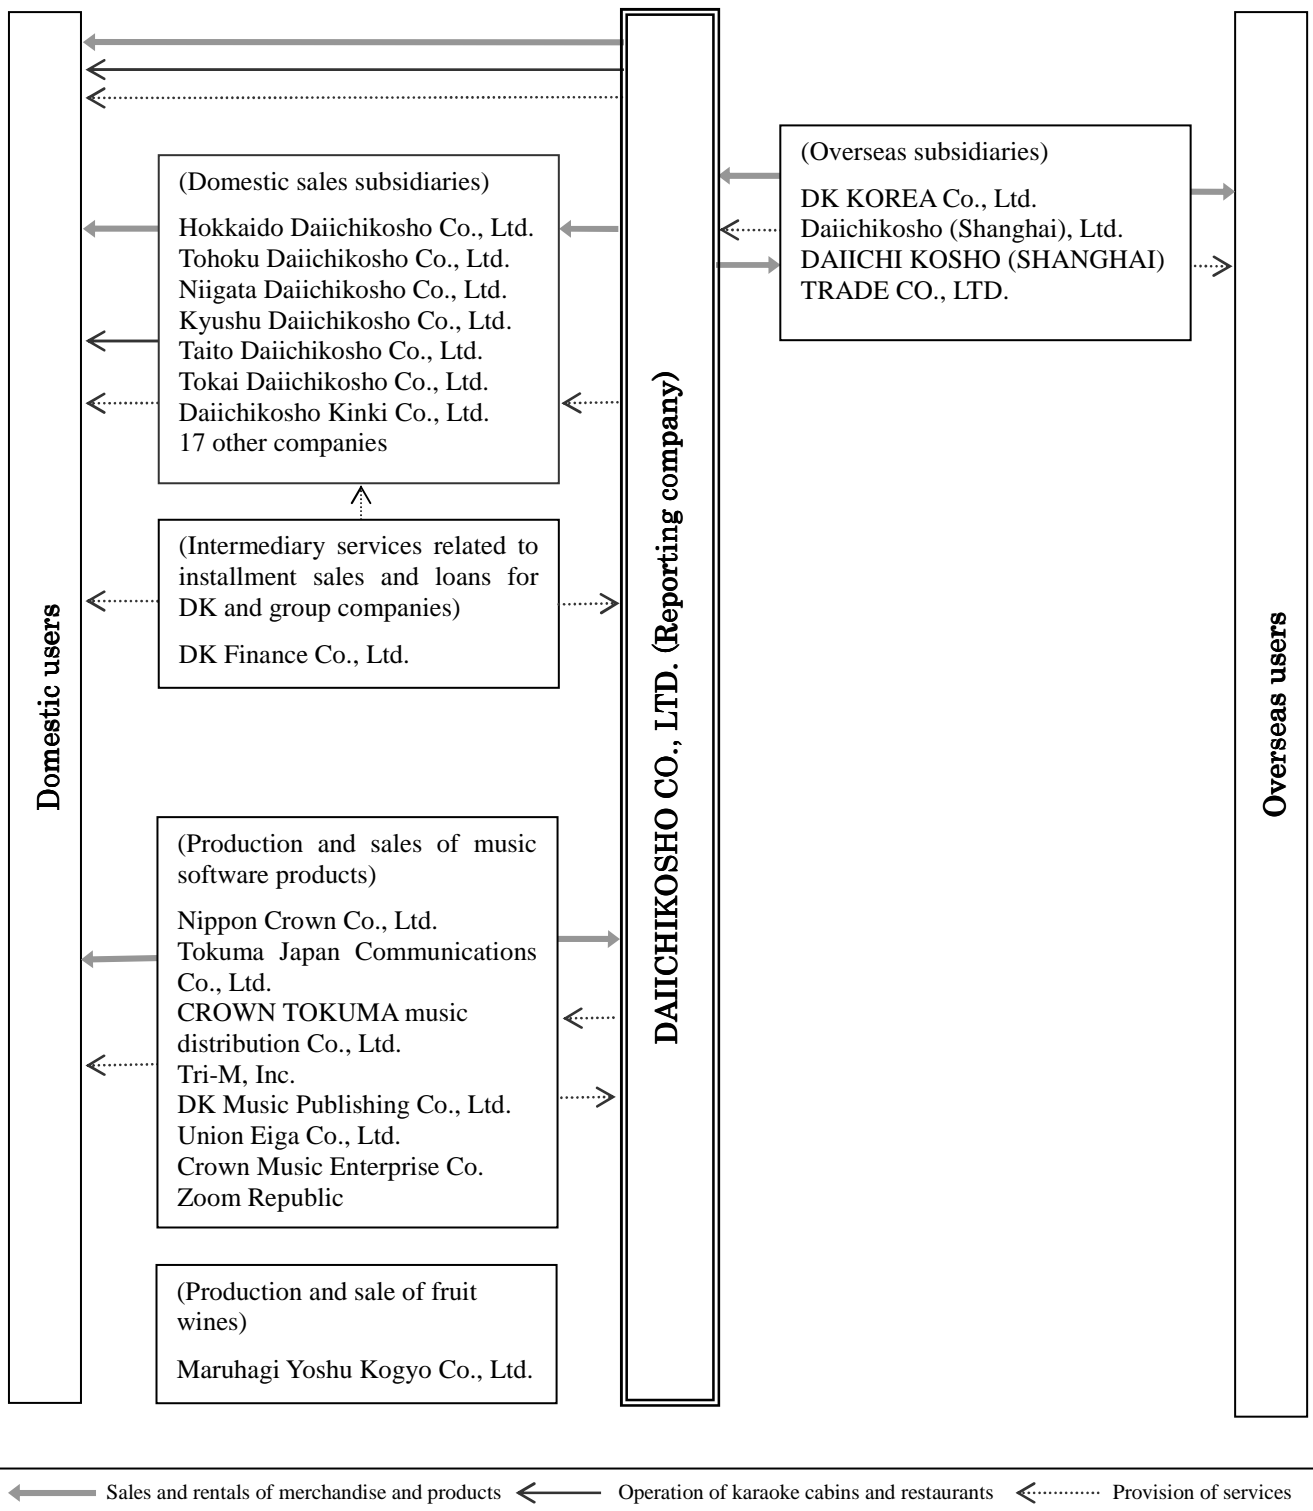 Domestic users
(Domestic sales subsidiaries)
Hokkaido Daiichikosho Co., Ltd.
Tohoku Daiichikosho Co., Ltd.
Niigata Daiichikosho Co., Ltd.
Kyushu Daiichikosho Co., Ltd.
Taito Daiichikosho Co., Ltd.
Tokai Daiichikosho Co., Ltd.
Daiichikosho Kinki Co., Ltd.
17 other companies
(Intermediary services related to
installment sales and loans for
DK and group companies)
DK Finance Co., Ltd.
(Production and sales of music
software products)
Nippon Crown Co., Ltd.
Tokuma Japan Communications
Co., Ltd.
CROWN TOKUMA music
distribution Co., Ltd.
Tri-M, Inc.
DK Music Publishing Co., Ltd.
Union Eiga Co., Ltd.
Crown Music Enterprise Co.
Zoom Republic
(Production and sale of fruit
wines)
Maruhagi Yoshu Kogyo Co., Ltd.
DAIICHIKOSHO CO., LTD. (Reporting company)
(Overseas subsidiaries)
DK KOREA Co., Ltd.
Daiichikosho (Shanghai), Ltd.
DAIICHI KOSHO (SHANGHAI)
TRADE CO., LTD.
Overseas users
Sales and rentals of merchandise and products
Operation of karaoke cabins and restaurants
Provision of services